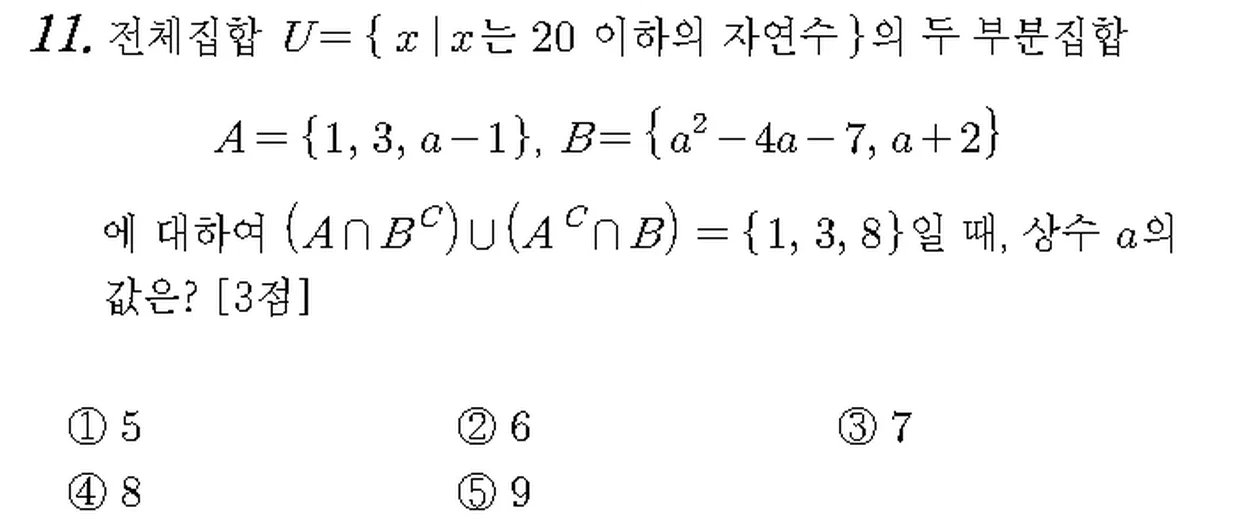 11. 전체집합 U={ x | x는 20 이하의 자연수 }의 두 부분집합
A={1, 3, a-1}, B={a²-4a-7, a+2}
에 대하여 (A∩B^C)∪(A^C∩B)={1, 3, 8}일 때, 상수 a의
값은? [3점]
① 5 ② 6 ③ 7
④ 8 ⑤ 9